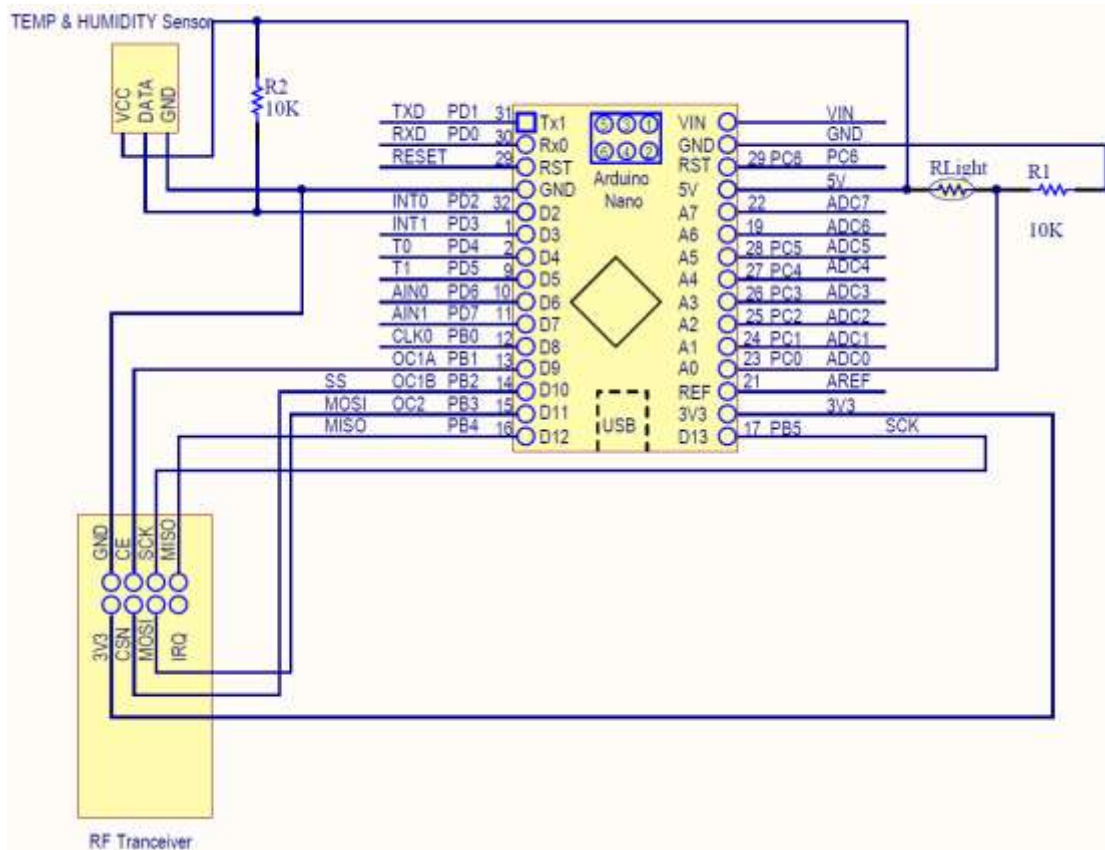 TEMP & HUMIDITY Sensor
VCC
DATA
GND
R2
10K
TXD PD1 31
RXD PD0 30
RESET 29
INT0 PD2 32
INT1 PD3 1
T0 PD4 2
T1 PD5 9
AIN0 PD6 10
AIN1 PD7 11
CLK0 PB0 12
OC1A PB1 13
SS OC1B PB2 14
MOSI OC2 PB3 15
MISO PB4 16
Tx1
Rx0
RST
GND
D2
D3
D4
D5
D6
D7
D8
D9
D10
D11
D12
5 3 1
6 4 2
Arduino
Nano
USB
VIN
GND
RST
5V
A7
A6
A5
A4
A3
A2
A1
A0
REF
3V3
D13
VIN
GND
29 PC6 PC6
5V
22 ADC7
19 ADC6
28 PC5 ADC5
27 PC4 ADC4
26 PC3 ADC3
25 PC2 ADC2
24 PC1 ADC1
23 PC0 ADC0
21 AREF
3V3
17 PB5 SCK
RLight
R1
10K
GND
CE
SCK
MISO
3V3
CSN
MOSI
IRQ
RF Tranceiver